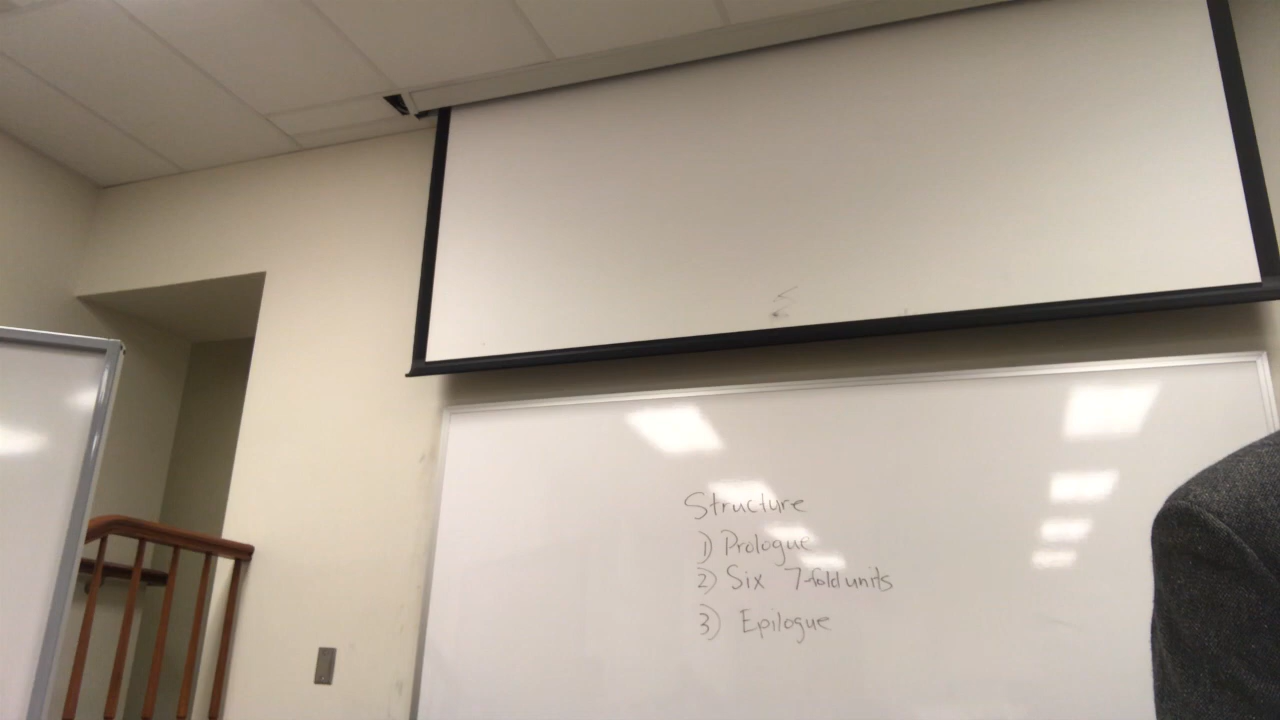 Structure
1) Prologue
2) Six 7-fold units
3) Epilogue